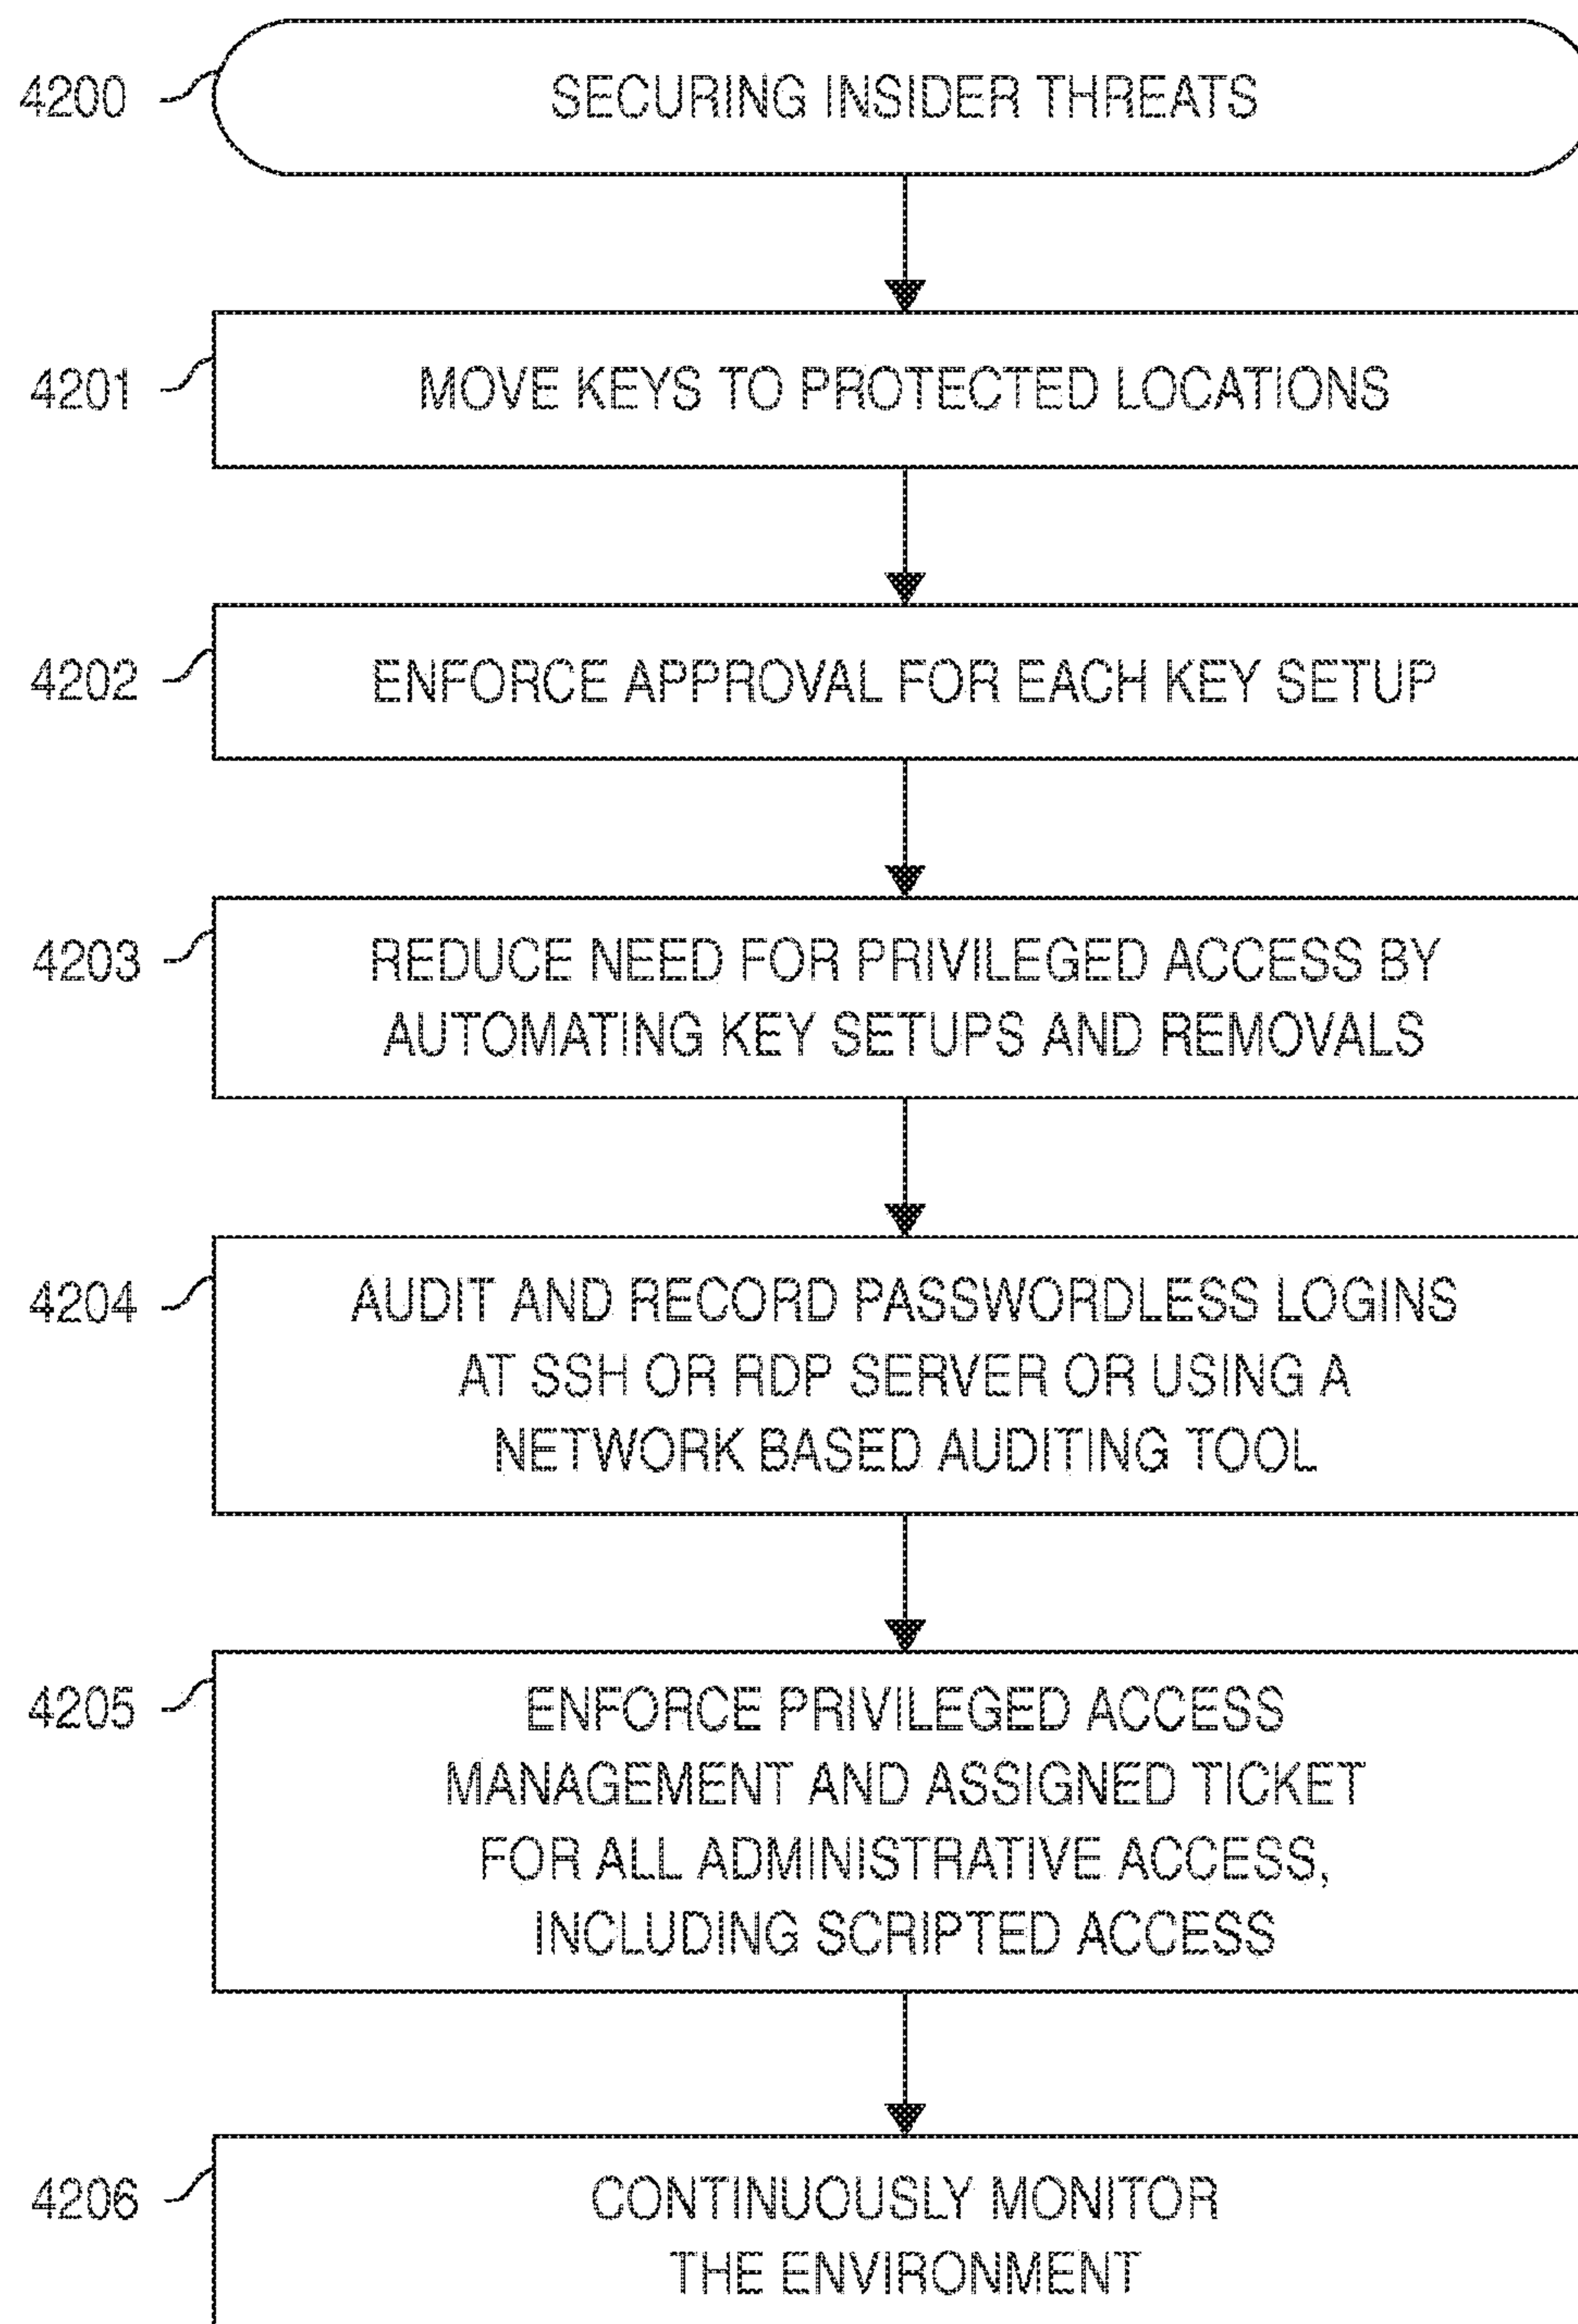 4200
SECURING INSIDER THREATS
4201
MOVE KEYS TO PROTECTED LOCATIONS
4202
ENFORCE APPROVAL FOR EACH KEY SETUP
4203
REDUCE NEED FOR PRIVILEGED ACCESS BY
AUTOMATING KEY SETUPS AND REMOVALS
4204
AUDIT AND RECORD PASSWORDLESS LOGINS
AT SSH OR RDP SERVER OR USING A
NETWORK BASED AUDITING TOOL
4205
ENFORCE PRIVILEGED ACCESS
MANAGEMENT AND ASSIGNED TICKET
FOR ALL ADMINISTRATIVE ACCESS,
INCLUDING SCRIPTED ACCESS
4206
CONTINUOUSLY MONITOR
THE ENVIRONMENT